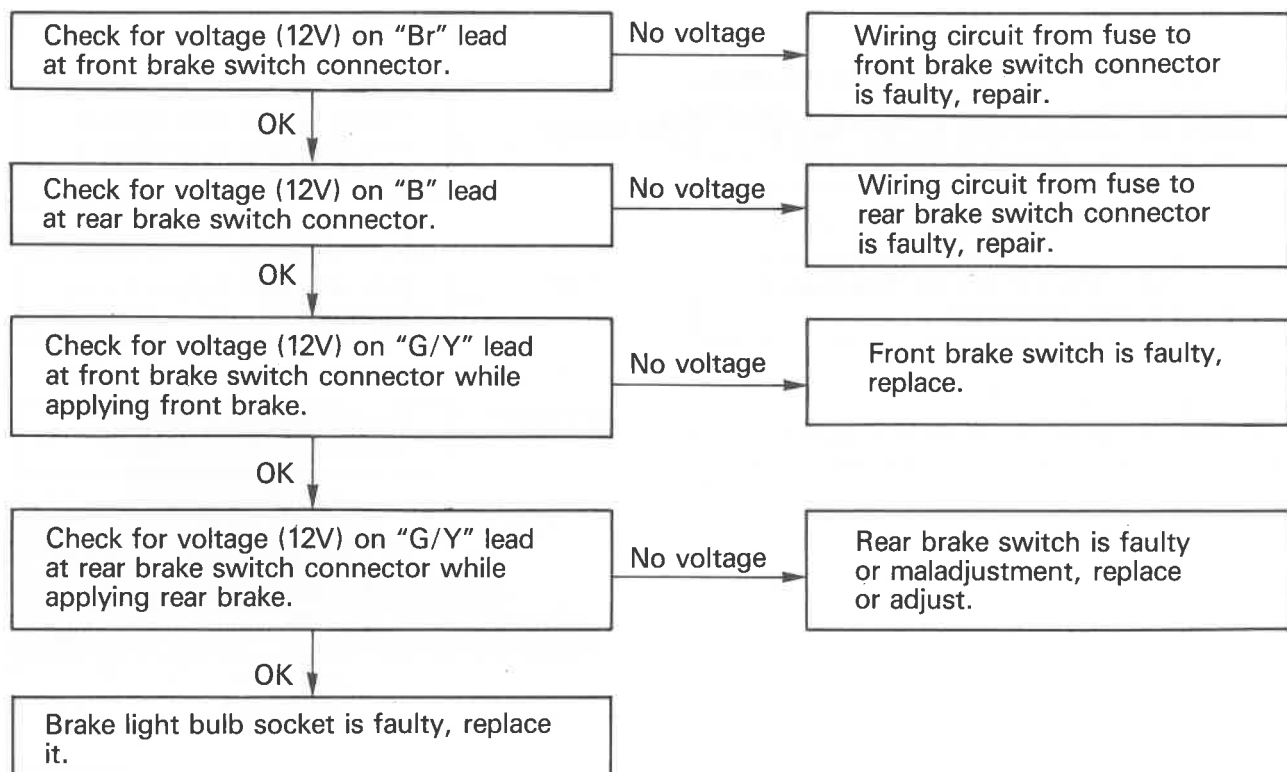 Check for voltage (12V) on “Br” lead
at front brake switch connector.
No voltage
Wiring circuit from fuse to
front brake switch connector
is faulty, repair.
OK
Check for voltage (12V) on “B” lead
at rear brake switch connector.
No voltage
Wiring circuit from fuse to
rear brake switch connector
is faulty, repair.
OK
Check for voltage (12V) on “G/Y” lead
at front brake switch connector while
applying front brake.
No voltage
Front brake switch is faulty,
replace.
OK
Check for voltage (12V) on “G/Y” lead
at rear brake switch connector while
applying rear brake.
No voltage
Rear brake switch is faulty
or maladjustment, replace
or adjust.
OK
Brake light bulb socket is faulty, replace
it.